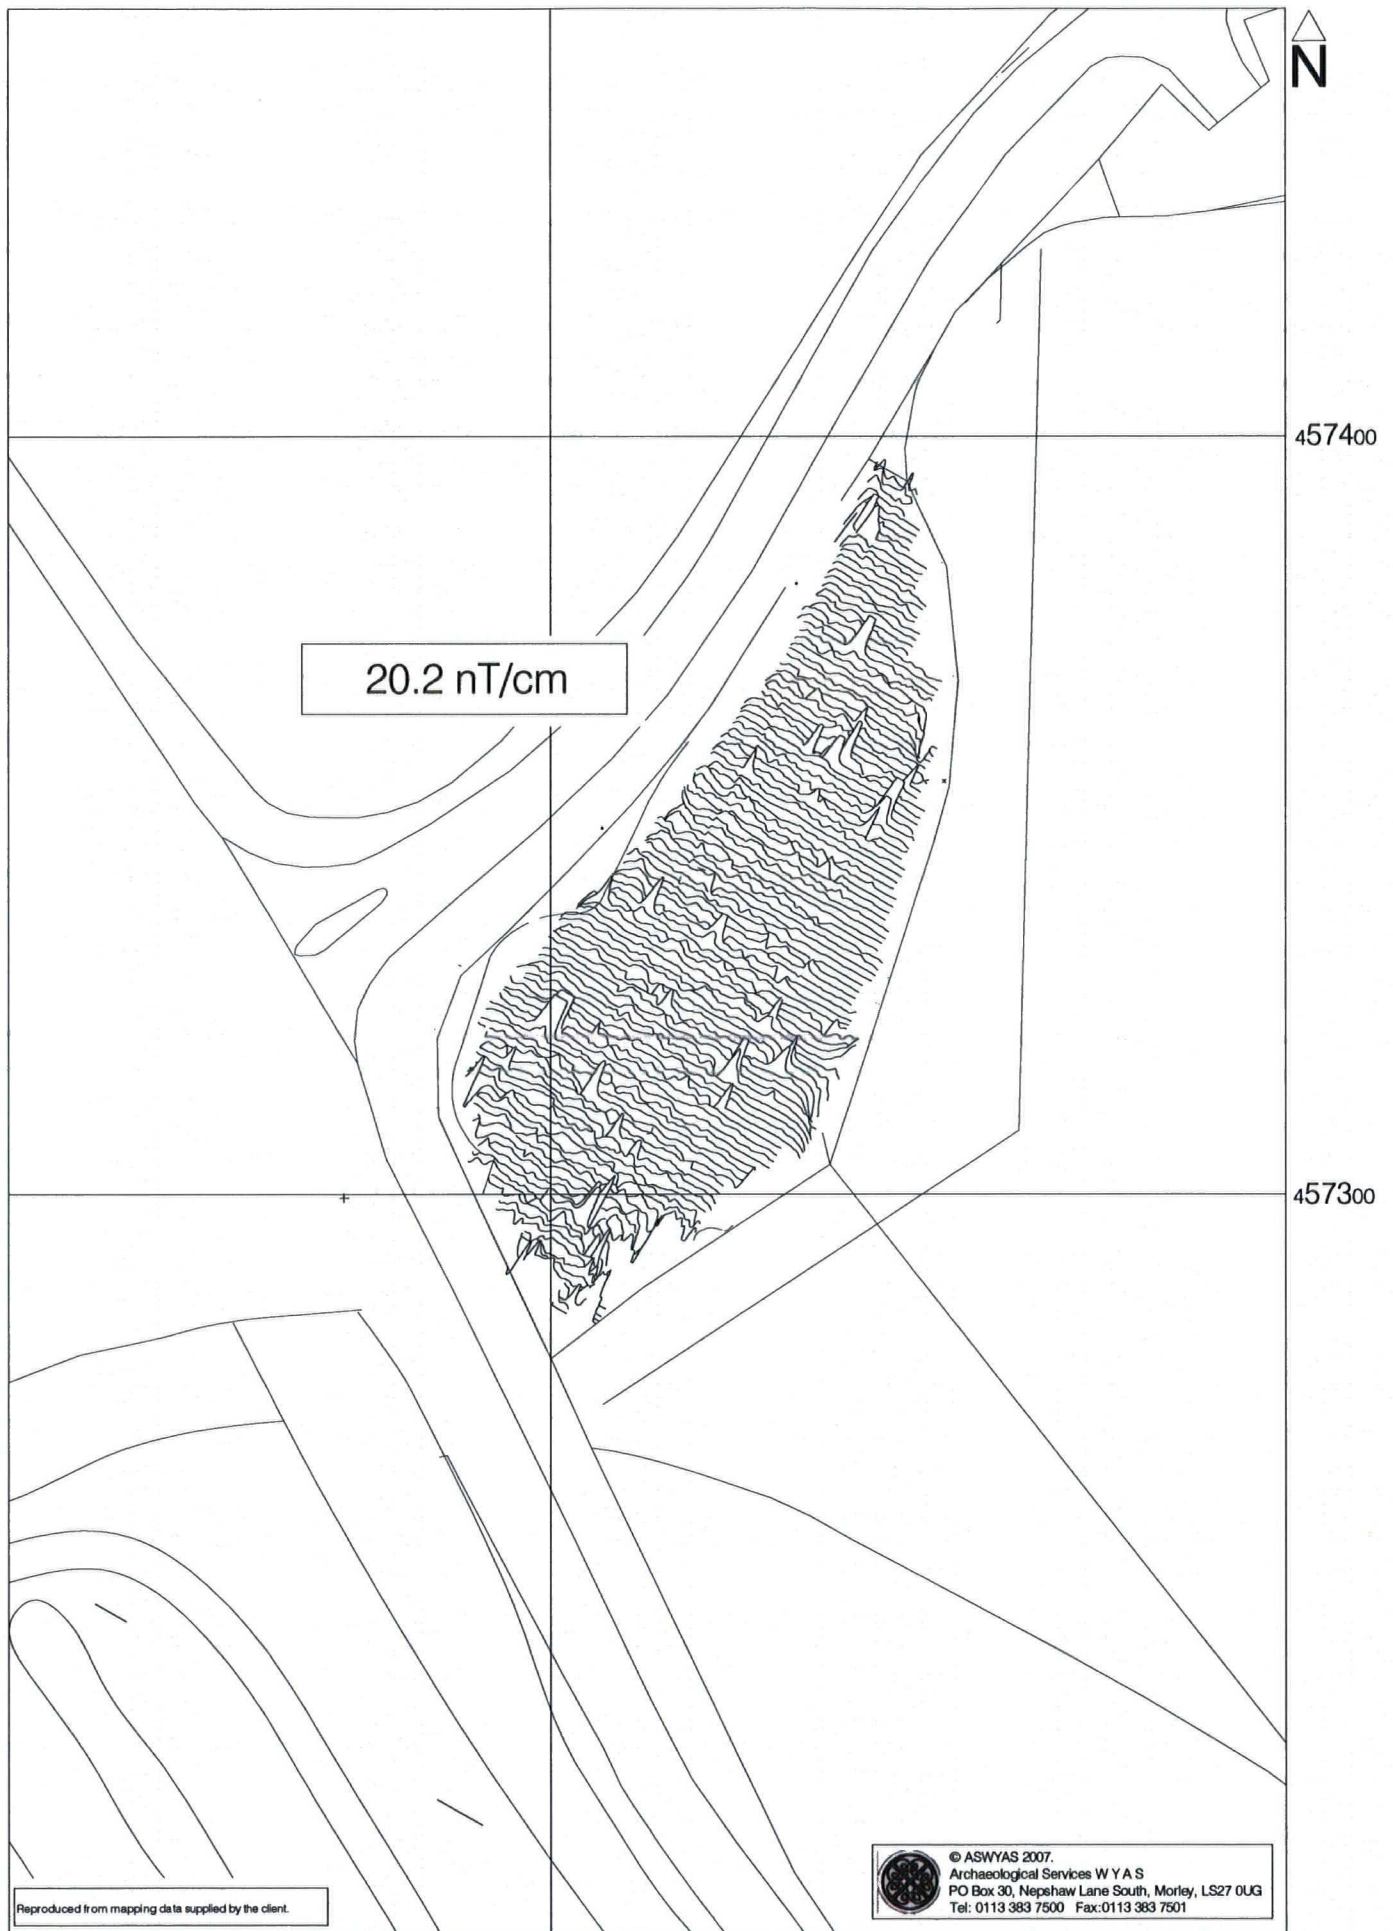 N
457400
20.2 nT/cm
457300
Reproduced from mapping data supplied by the client.
© ASWYAS 2007.
Archaeological Services W Y A S
PO Box 30, Nepshaw Lane South, Morley, LS27 0UG
Tel: 0113 383 7500 Fax:0113 383 7501